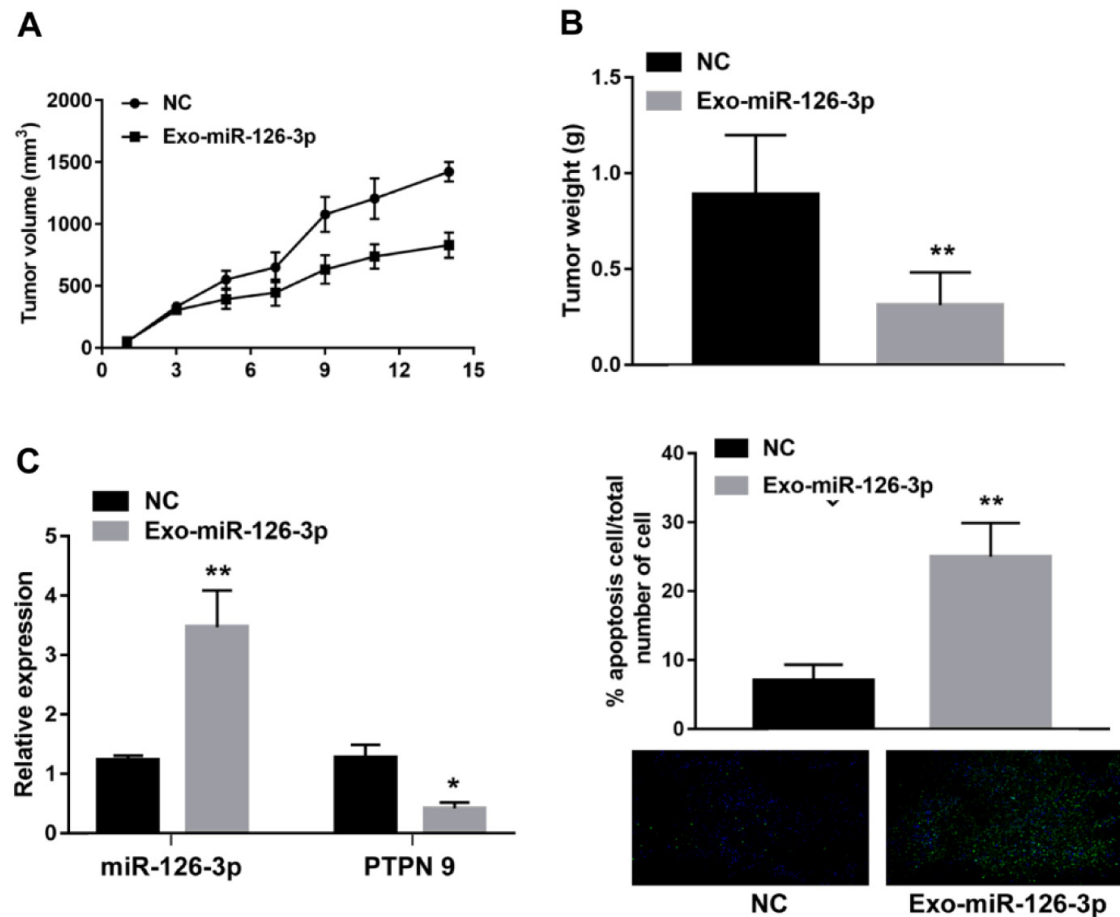 A
NC
Exo-miR-126-3p
Tumor volume (mm³)
2000
1500
1000
500
0
0 3 6 9 12 15
B
NC
Exo-miR-126-3p
Tumor weight (g)
1.5
1.0
0.5
0.0
**
C
NC
Exo-miR-126-3p
Relative expression
5
4
3
2
1
0
**
*
miR-126-3p PTPN 9
NC
Exo-miR-126-3p
% apoptosis cell/total
number of cell
40
30
20
10
0
**
NC Exo-miR-126-3p